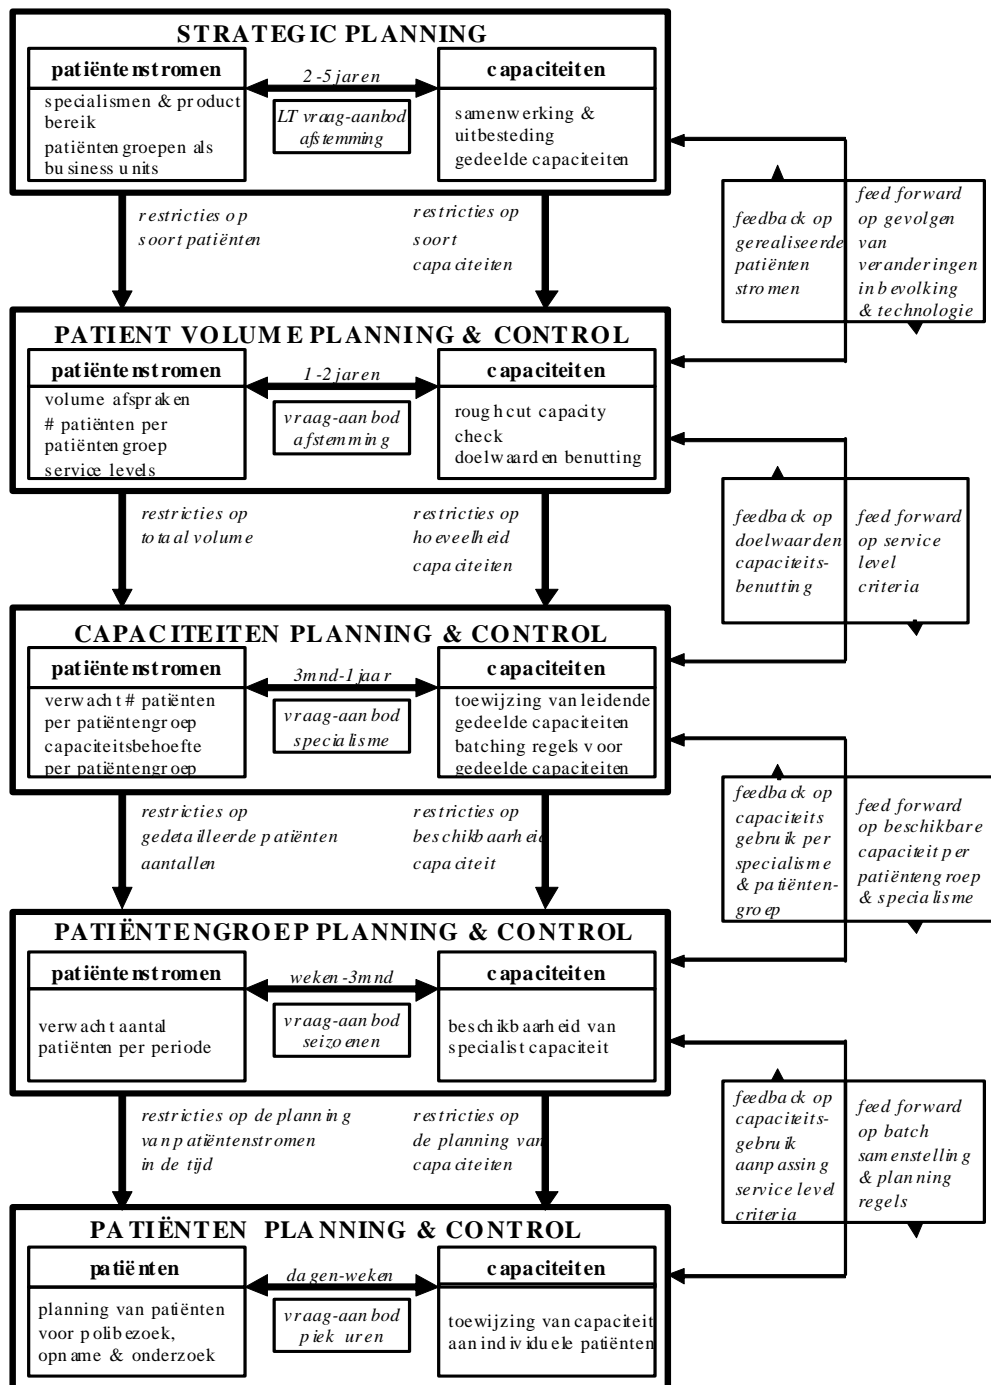 STRATEGIC PLANNING
patiëntenstromen
specialismen & product
bereik
patiëntengroepen als
business units
2-5 jaren
LT vraag-aanbod
afstemming
capaciteiten
samenwerking &
uitbesteding
gedeelde capaciteiten
restricties op
soort patiënten
restricties op
soort
capaciteiten
feedback op
gerealiseerde
patiënten
stromen
feed forward
op gevolgen
van
veranderingen
in bevolking
& technologie
PATIENT VOLUME PLANNING & CONTROL
patiëntenstromen
volume afspraken
# patiënten per
patiëntengroep
service levels
1-2 jaren
vraag-aanbod
afstemming
capaciteiten
rough cut capacity
check
doelwaarden benutting
restricties op
totaal volume
restricties op
hoeveelheid
capaciteiten
feedback op
doelwaarden
capaciteits-
benutting
feed forward
op service
level
criteria
CAPACITEITEN PLANNING & CONTROL
patiëntenstromen
verwacht # patiënten
per patiëntengroep
capaciteitsbehoefte
per patiëntengroep
3mnd-1jaar
vraag-aanbod
specialisme
capaciteiten
toewijzing van leidende
gedeelde capaciteiten
batching regels voor
gedeelde capaciteiten
restricties op
gedetailleerde patiënten
aantallen
restricties op
beschikbaarheid
capaciteit
feedback op
capaciteits
gebruik per
specialisme
& patiënten-
groep
feed forward
op beschikbare
capaciteit per
patiëntengroep
& specialisme
PATIËNTENGROEP PLANNING & CONTROL
patiëntenstromen
verwacht aantal
patiënten per periode
weken-3mnd
vraag-aanbod
seizoenen
capaciteiten
beschikbaarheid van
specialist capaciteit
restricties op de planning
van patiëntenstromen
in de tijd
restricties op
de planning van
capaciteiten
feedback op
capaciteits-
gebruik
aanpassing
service level
criteria
feed forward
op batch
samenstelling
& planning
regels
PATIËNTEN PLANNING & CONTROL
patiënten
planning van patiënten
voor polibezoek,
opname & onderzoek
dagen-weken
vraag-aanbod
piek uren
capaciteiten
toewijzing van capaciteit
aan individuele patiënten